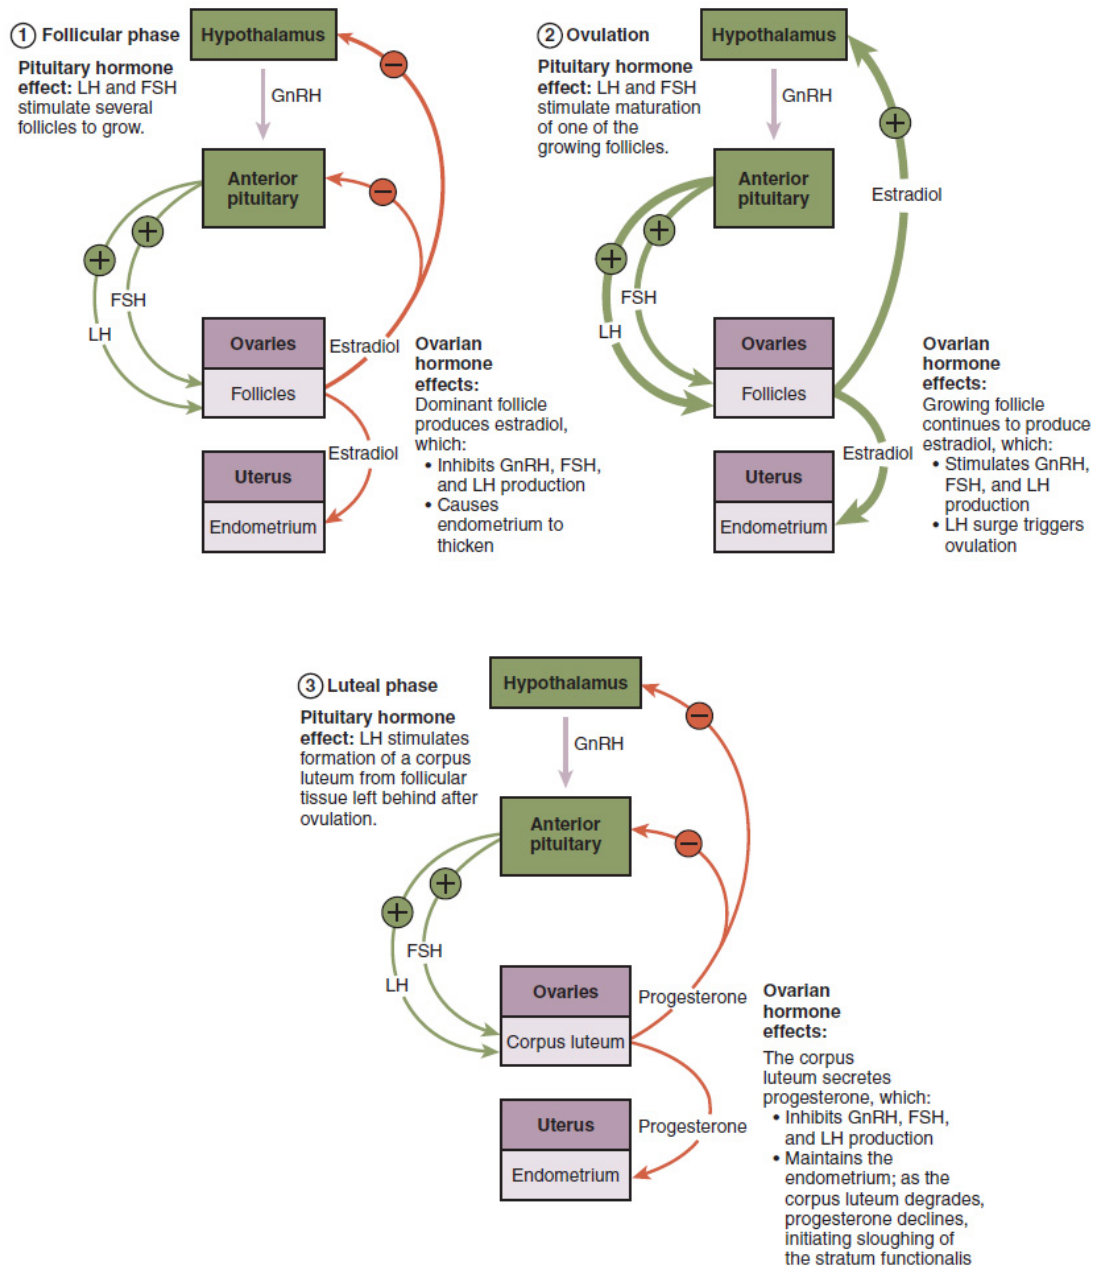 1 Follicular phase
Pituitary hormone
effect: LH and FSH
stimulate several
follicles to grow.
Hypothalamus
−
GnRH
Anterior
pituitary
−
+
+
FSH
LH
Ovaries
Follicles
Estradiol
Estradiol
Uterus
Endometrium
Ovarian
hormone
effects:
Dominant follicle
produces estradiol,
which:
• Inhibits GnRH, FSH,
and LH production
• Causes
endometrium to
thicken
2 Ovulation
Pituitary hormone
effect: LH and FSH
stimulate maturation
of one of the
growing follicles.
Hypothalamus
GnRH
+
Anterior
pituitary
Estradiol
+
+
FSH
LH
Ovaries
Follicles
Estradiol
Uterus
Endometrium
Ovarian
hormone
effects:
Growing follicle
continues to produce
estradiol, which:
• Stimulates GnRH,
FSH, and LH
production
• LH surge triggers
ovulation
3 Luteal phase
Pituitary hormone
effect: LH stimulates
formation of a corpus
luteum from follicular
tissue left behind after
ovulation.
Hypothalamus
−
GnRH
Anterior
pituitary
−
+
+
FSH
LH
Ovaries
Corpus luteum
Progesterone
Progesterone
Uterus
Endometrium
Ovarian
hormone
effects:
The corpus
luteum secretes
progesterone, which:
• Inhibits GnRH, FSH,
and LH production
• Maintains the
endometrium; as the
corpus luteum degrades,
progesterone declines,
initiating sloughing of
the stratum functionalis